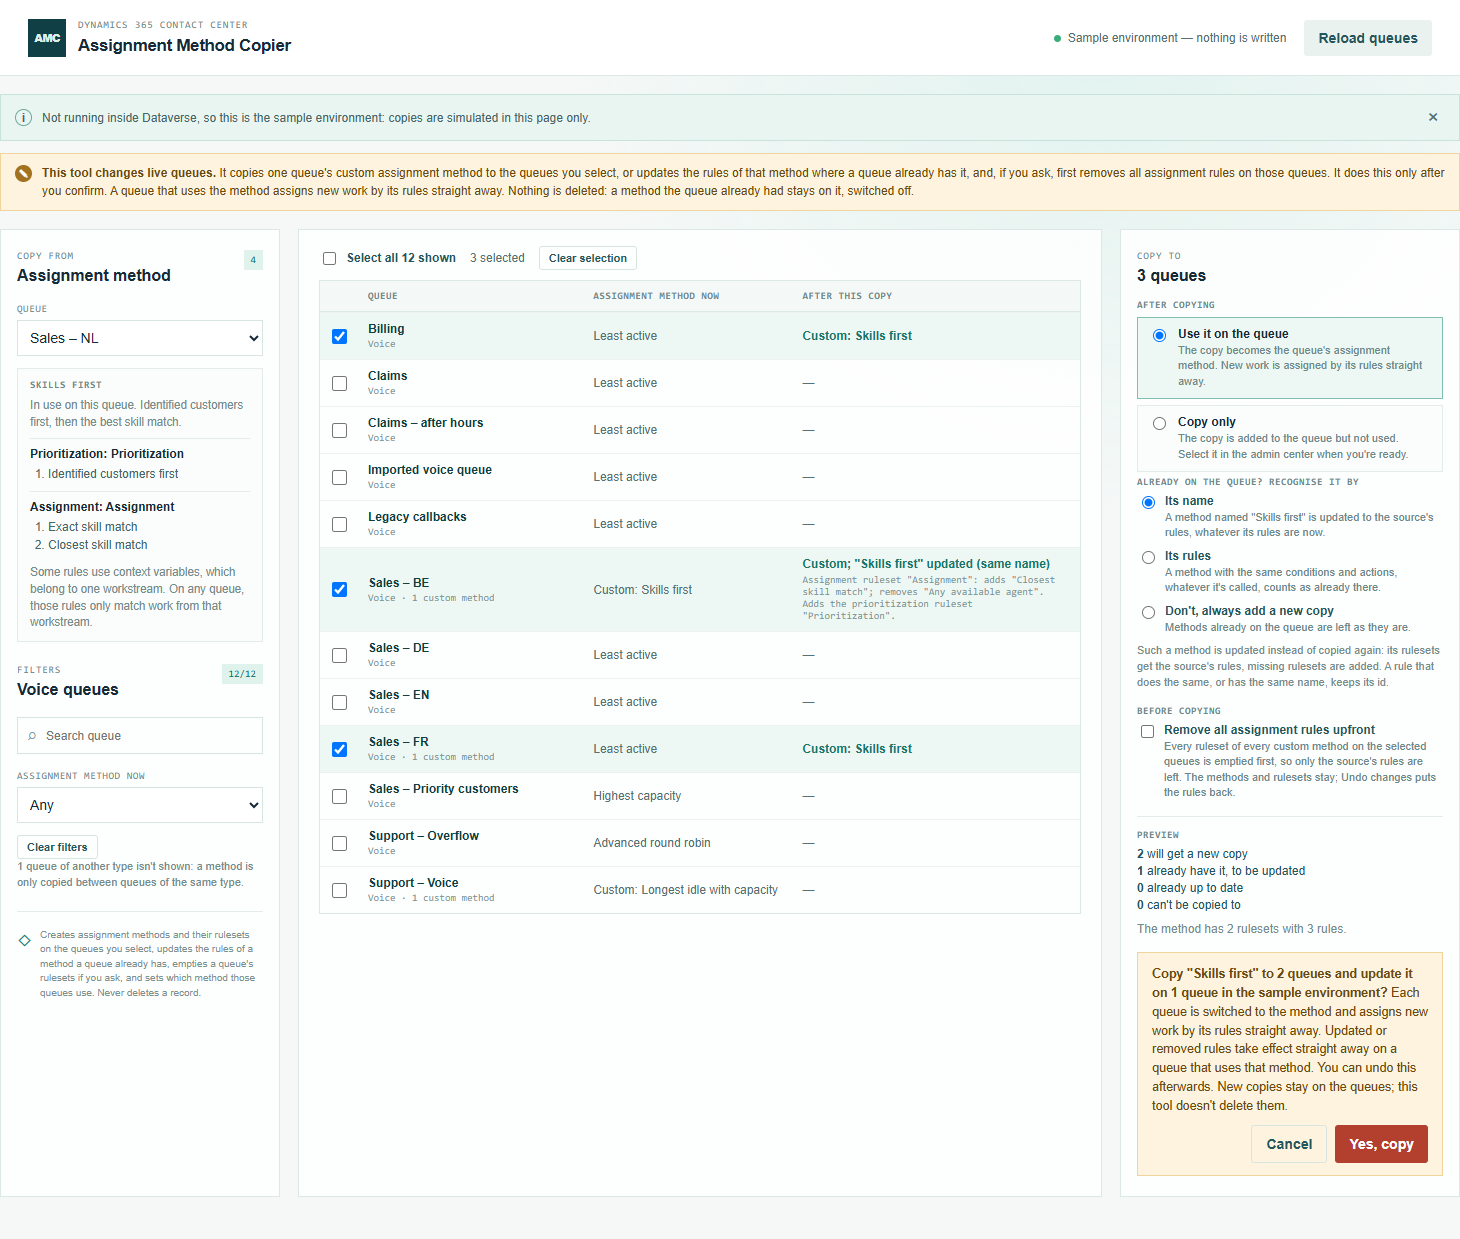 AMC
DYNAMICS 365 CONTACT CENTER
Assignment Method Copier
Sample environment — nothing is written
Reload queues
Not running inside Dataverse, so this is the sample environment: copies are simulated in this page only.
This tool changes live queues. It copies one queue's custom assignment method to the queues you select, or updates the rules of that method where a queue already has it, and, if you ask, first removes all assignment rules on those queues. It does this only after
you confirm. A queue that uses the method assigns new work by its rules straight away. Nothing is deleted: a method the queue already had stays on it, switched off.
COPY FROM
4
Assignment method
QUEUE
Sales – NL
SKILLS FIRST
In use on this queue. Identified customers
first, then the best skill match.
Prioritization: Prioritization
1. Identified customers first
Assignment: Assignment
1. Exact skill match
2. Closest skill match
Some rules use context variables, which
belong to one workstream. On any queue,
those rules only match work from that
workstream.
FILTERS
12/12
Voice queues
Search queue
ASSIGNMENT METHOD NOW
Any
Clear filters
1 queue of another type isn't shown: a method is
only copied between queues of the same type.
Creates assignment methods and their rulesets
on the queues you select, updates the rules of a
method a queue already has, empties a queue's
rulesets if you ask, and sets which method those
queues use. Never deletes a record.
Select all 12 shown
3 selected
Clear selection
QUEUE ASSIGNMENT METHOD NOW AFTER THIS COPY
Billing
Voice
Least active
Custom: Skills first
Claims
Voice
Least active
—
Claims – after hours
Voice
Least active
—
Imported voice queue
Voice
Least active
—
Legacy callbacks
Voice
Least active
—
Sales – BE
Voice · 1 custom method
Custom: Skills first
Custom; "Skills first" updated (same name)
Assignment ruleset "Assignment": adds "Closest
skill match"; removes "Any available agent".
Adds the prioritization ruleset
"Prioritization".
Sales – DE
Voice
Least active
—
Sales – EN
Voice
Least active
—
Sales – FR
Voice · 1 custom method
Least active
Custom: Skills first
Sales – Priority customers
Voice
Highest capacity
—
Support – Overflow
Voice
Advanced round robin
—
Support – Voice
Voice · 1 custom method
Custom: Longest idle with capacity
—
COPY TO
3 queues
AFTER COPYING
Use it on the queue
The copy becomes the queue's assignment
method. New work is assigned by its rules straight
away.
Copy only
The copy is added to the queue but not used.
Select it in the admin center when you're ready.
ALREADY ON THE QUEUE? RECOGNISE IT BY
Its name
A method named "Skills first" is updated to the source's
rules, whatever its rules are now.
Its rules
A method with the same conditions and actions,
whatever it's called, counts as already there.
Don't, always add a new copy
Methods already on the queue are left as they are.
Such a method is updated instead of copied again: its rulesets
get the source's rules, missing rulesets are added. A rule that
does the same, or has the same name, keeps its id.
BEFORE COPYING
Remove all assignment rules upfront
Every ruleset of every custom method on the selected
queues is emptied first, so only the source's rules are
left. The methods and rulesets stay; Undo changes puts
the rules back.
PREVIEW
2 will get a new copy
1 already have it, to be updated
0 already up to date
0 can't be copied to
The method has 2 rulesets with 3 rules.
Copy "Skills first" to 2 queues and update it
on 1 queue in the sample environment? Each
queue is switched to the method and assigns new
work by its rules straight away. Updated or
removed rules take effect straight away on a
queue that uses that method. You can undo this
afterwards. New copies stay on the queues; this
tool doesn't delete them.
Cancel
Yes, copy